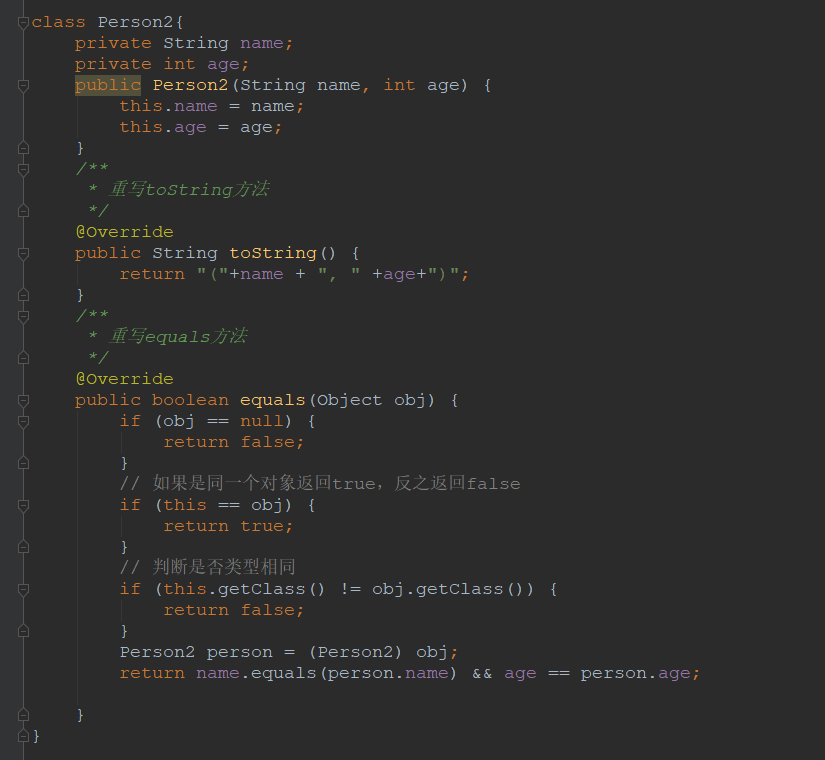 class Person2{
    private String name;
    private int age;
    public Person2(String name, int age) {
        this.name = name;
        this.age = age;
    }
    /**
     * 重写toString方法
     */
    @Override
    public String toString() {
        return "("+name + ", " +age+")";
    }
    /**
     * 重写equals方法
     */
    @Override
    public boolean equals(Object obj) {
        if (obj == null) {
            return false;
        }
        // 如果是同一个对象返回true，反之返回false
        if (this == obj) {
            return true;
        }
        // 判断是否类型相同
        if (this.getClass() != obj.getClass()) {
            return false;
        }
        Person2 person = (Person2) obj;
        return name.equals(person.name) && age == person.age;
    }
}